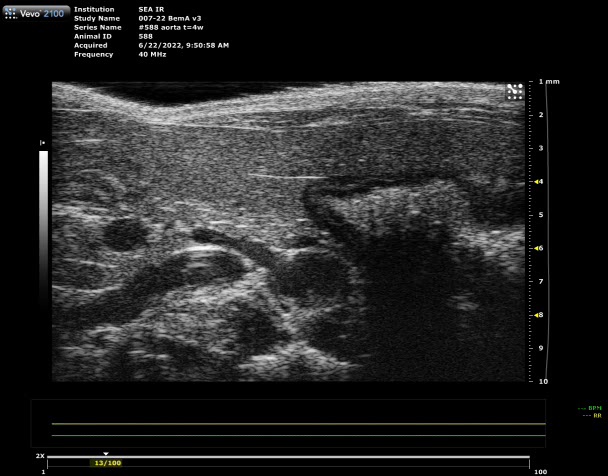 Vevo 2100
Institution SEA IR
Study Name 007-22 BemA v3
Series Name #588 aorta t=4w
Animal ID 588
Acquired 6/22/2022, 9:50:58 AM
Frequency 40 MHz
1 mm
2
3
4
5
6
7
8
9
10
--- BPM
--- RR
2X
13/100
1 100